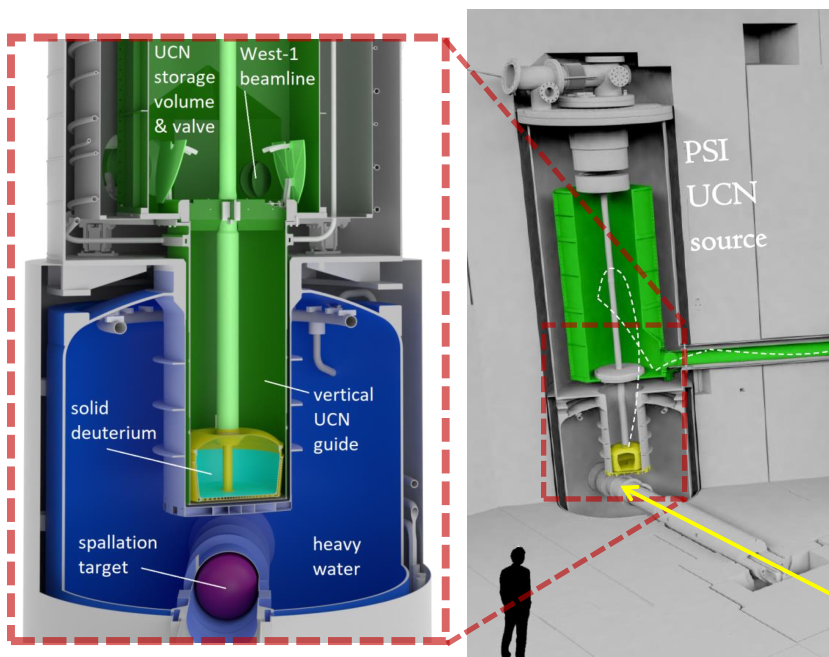 UCN
storage
volume
& valve
West-1
beamline
solid
deuterium
vertical
UCN
guide
spallation
target
heavy
water
PSI
UCN
source